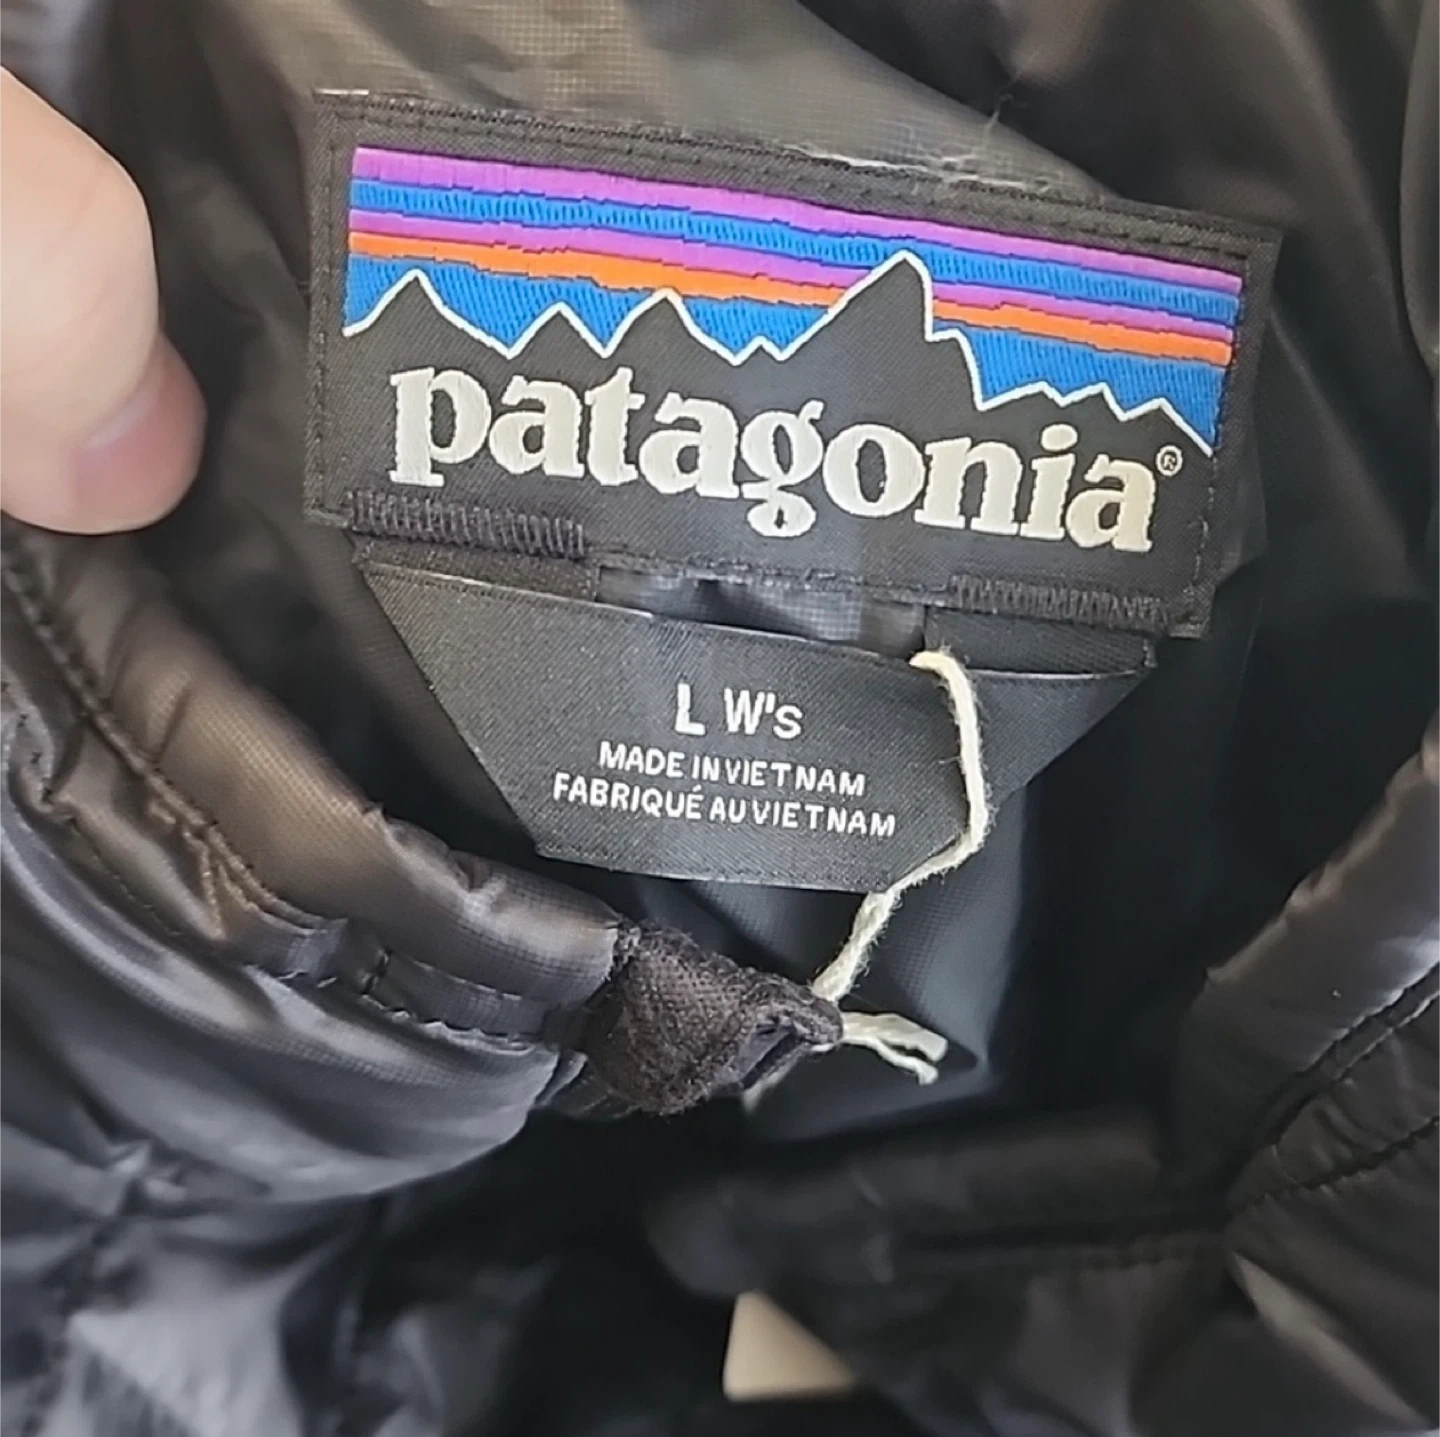 patagonia®
L W's
MADE IN VIETNAM
FABRIQUÉ AU VIETNAM